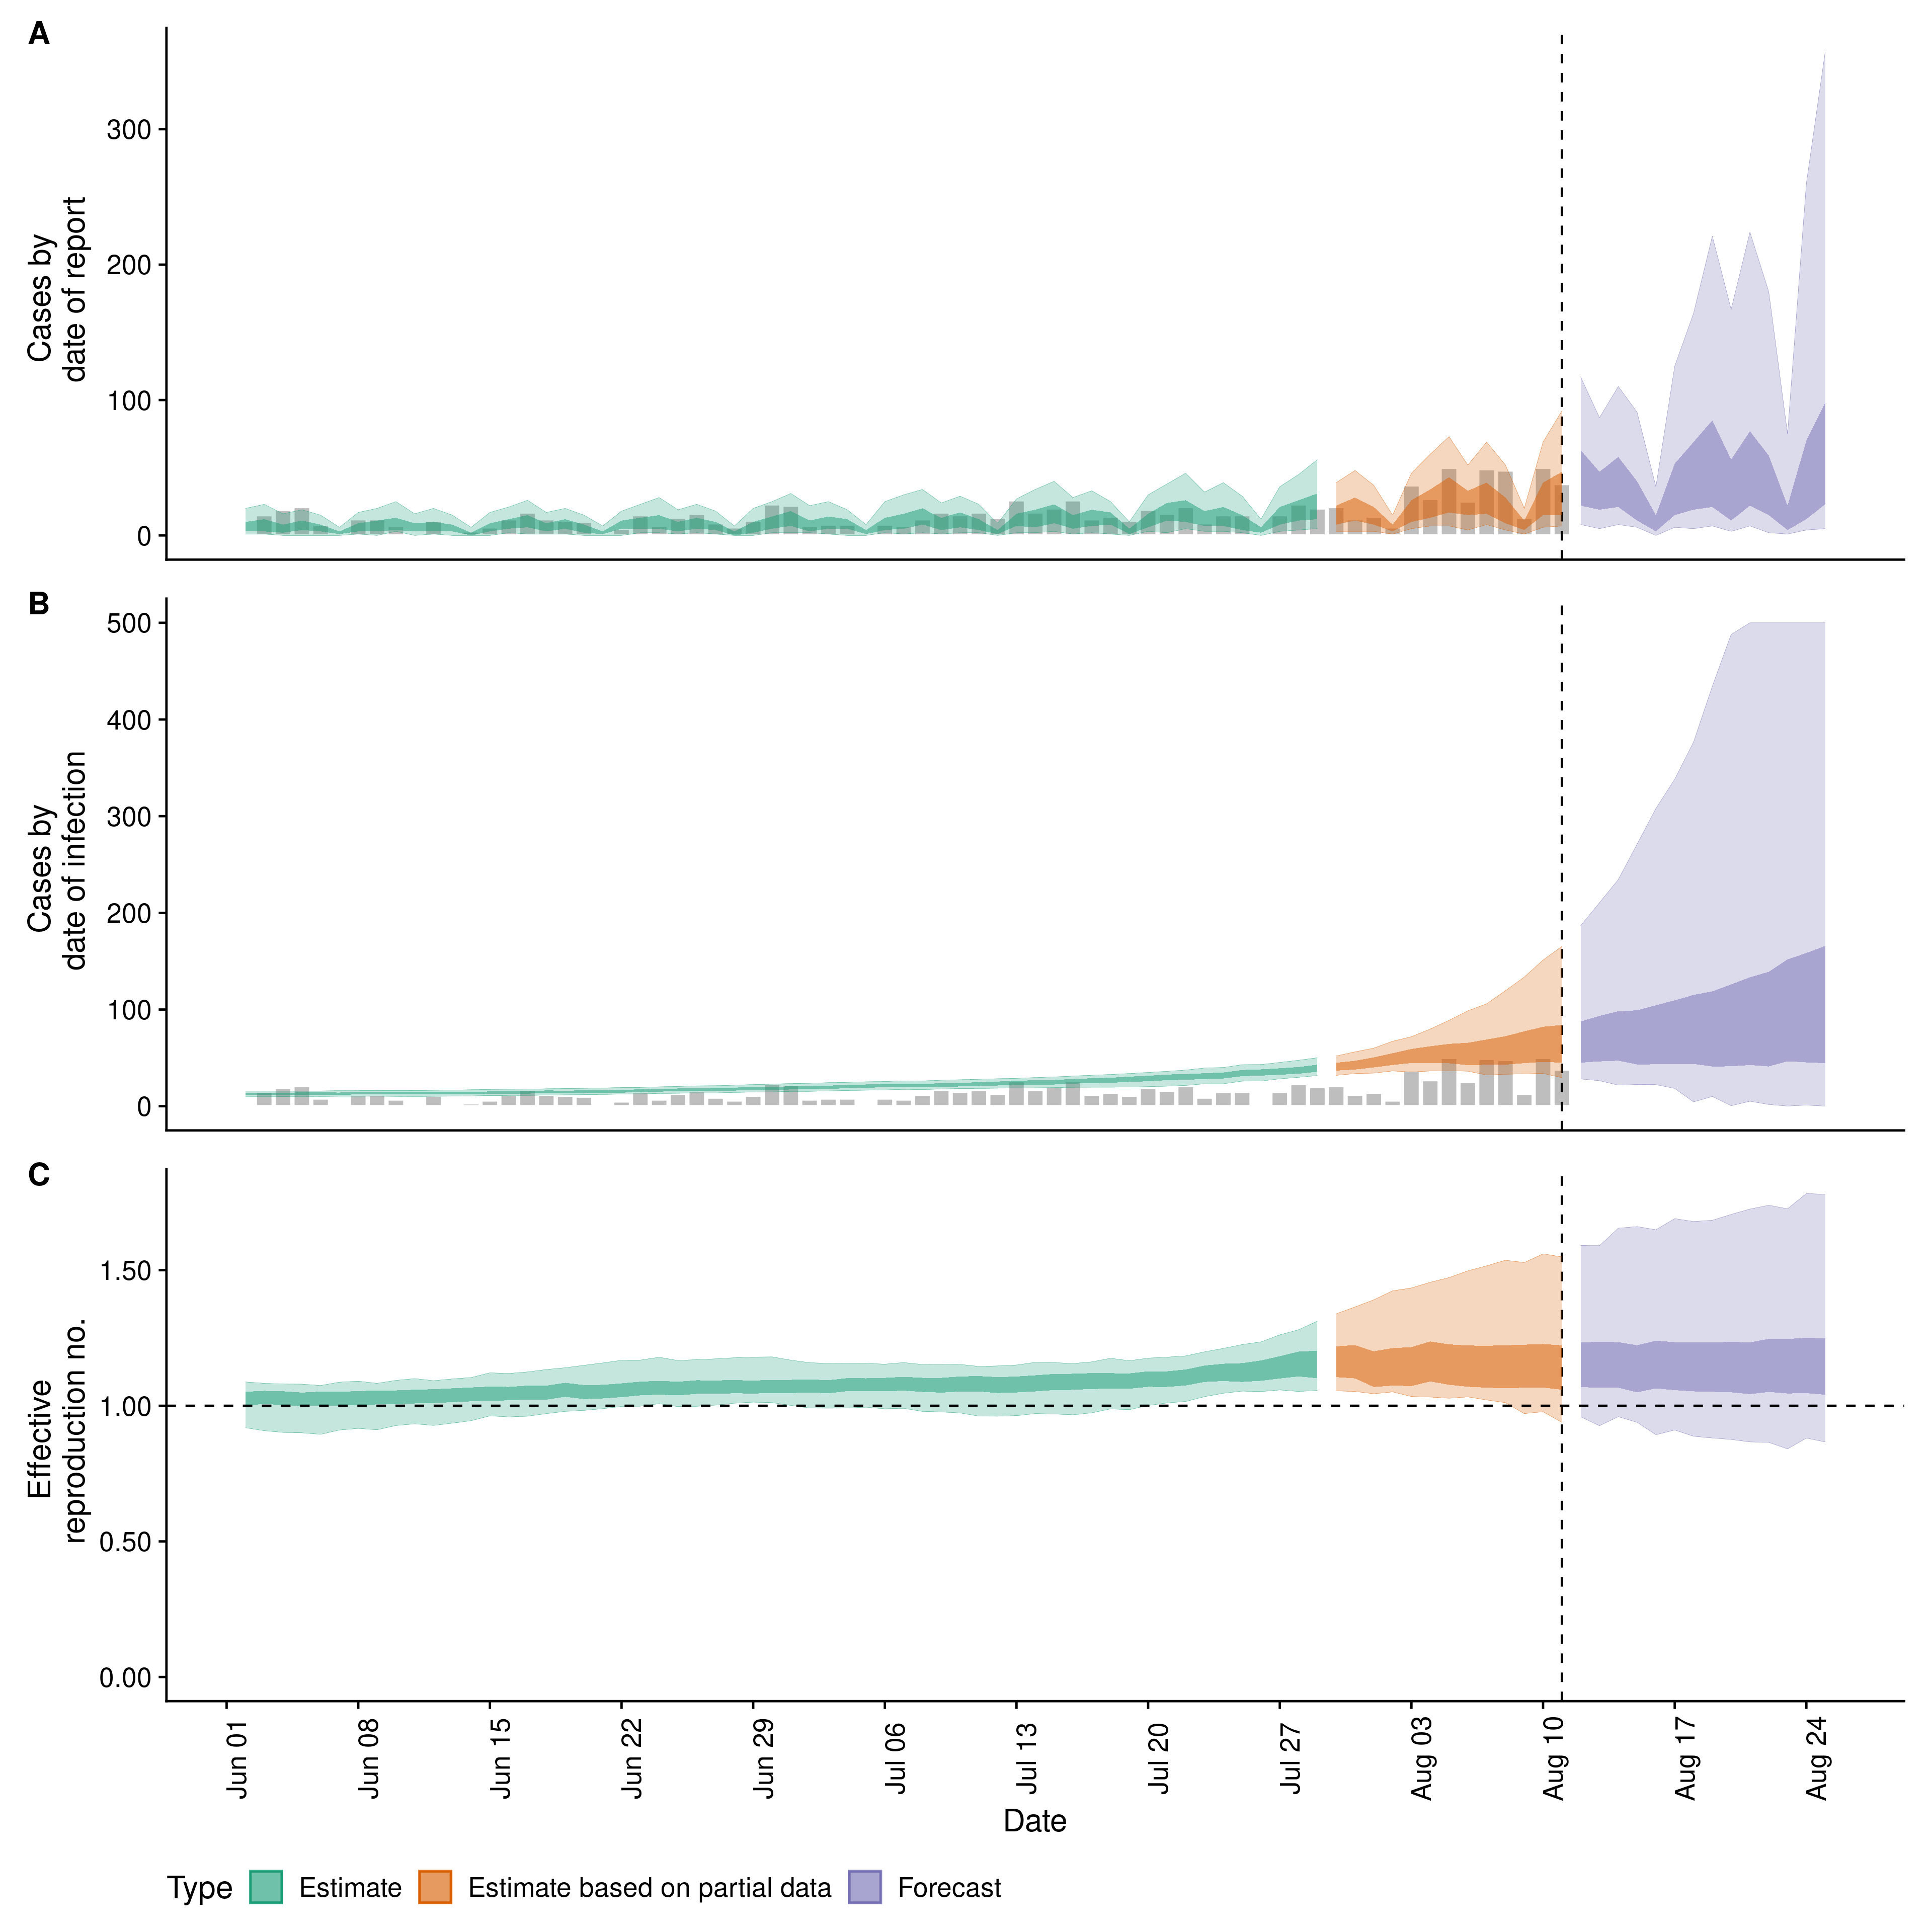 A
Cases by
date of report
300
200
100
0
B
Cases by
date of infection
500
400
300
200
100
0
C
Effective
reproduction no.
1.50
1.00
0.50
0.00
Jun 01
Jun 08
Jun 15
Jun 22
Jun 29
Jul 06
Jul 13
Jul 20
Jul 27
Aug 03
Aug 10
Aug 17
Aug 24
Date
Type Estimate Estimate based on partial data Forecast